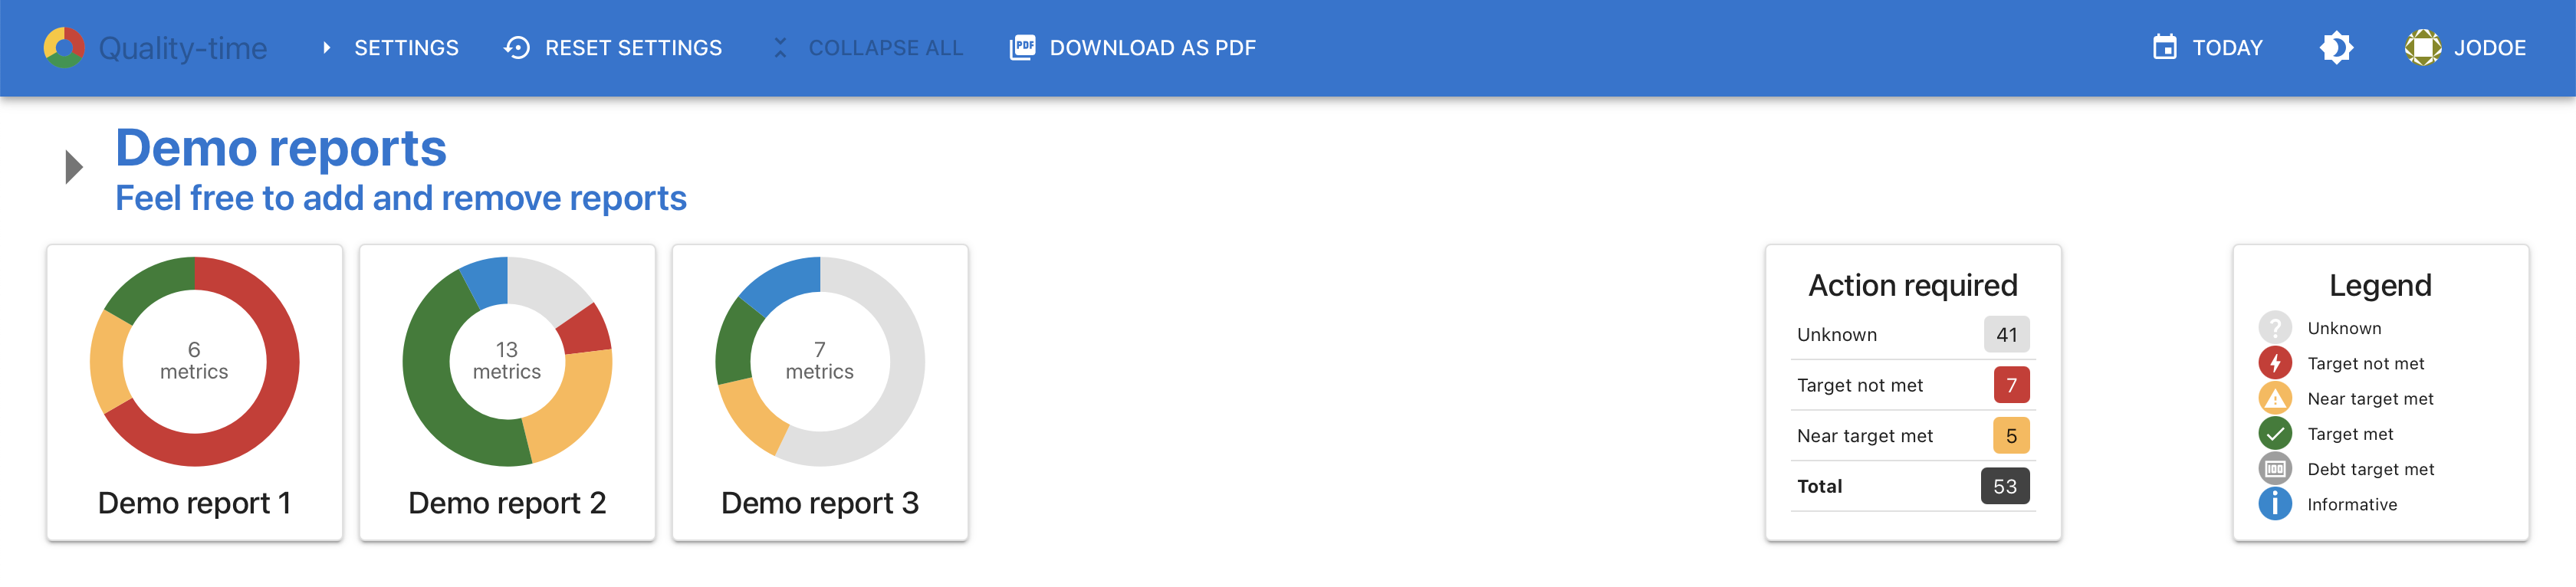 Quality-time
SETTINGS
RESET SETTINGS
COLLAPSE ALL
PDF
DOWNLOAD AS PDF
TODAY
JODOE
Demo reports
Feel free to add and remove reports
6
metrics
Demo report 1
13
metrics
Demo report 2
7
metrics
Demo report 3
Action required
Unknown 41
Target not met 7
Near target met 5
Total 53
Legend
? Unknown
Target not met
Near target met
Target met
100 Debt target met
i Informative